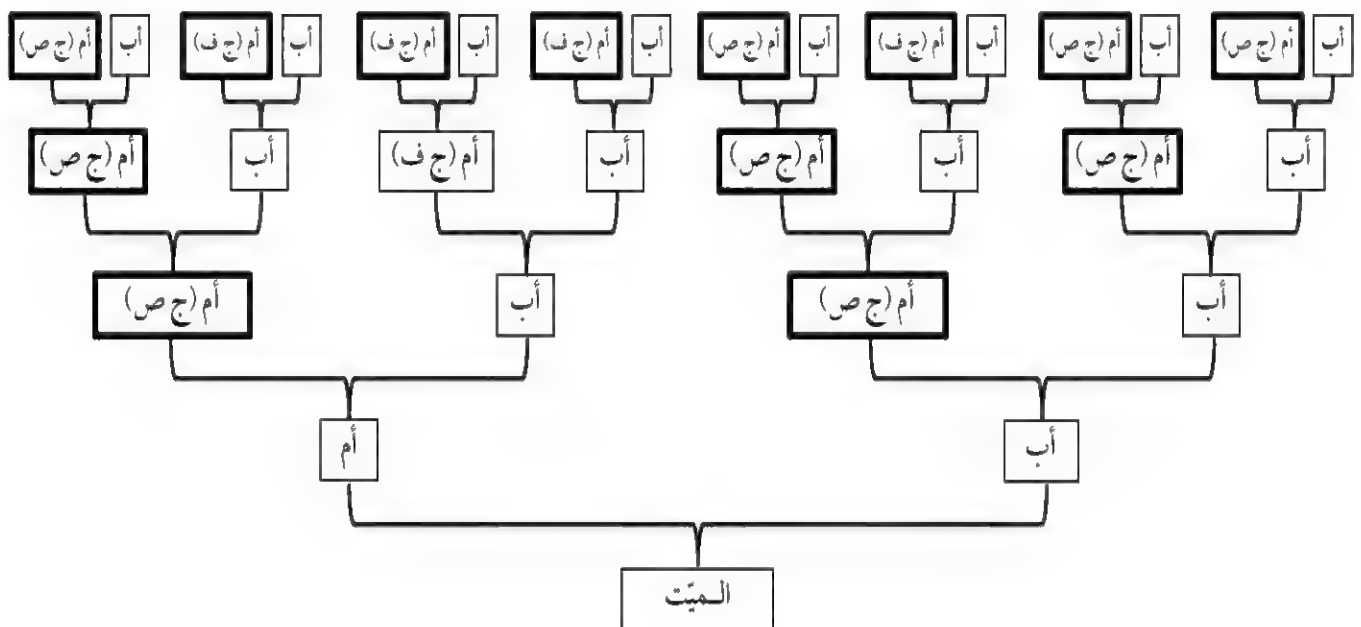 أب أم (ج ص) أب أم (ج ص) أب أم (ج ف) أب أم (ج ص) أب أم (ج ف) أب أم (ج ف) أب أم (ج ف) أب أم (ج ص)
أب أم (ج ص) أب أم (ج ص) أب أم (ج ف) أب أم (ج ص)
أب أم (ج ص) أب أم (ج ص)
أب أم
الـميّت